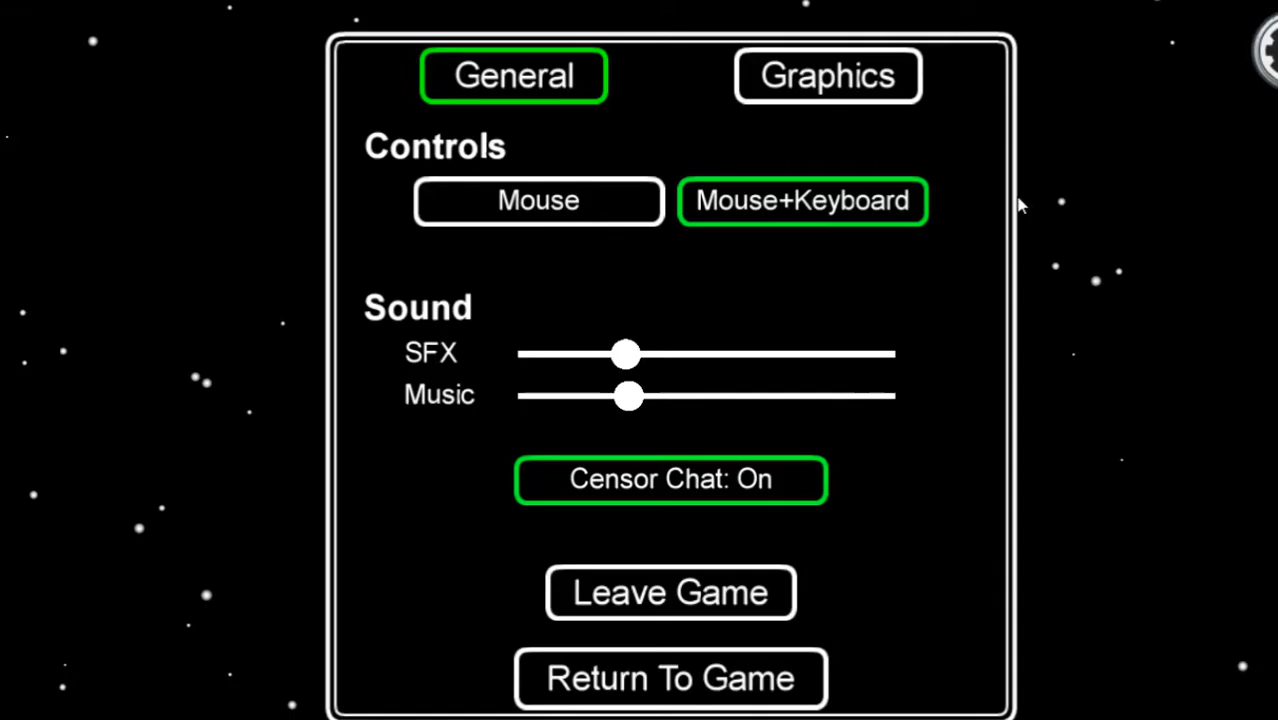 General Graphics
Controls
Mouse Mouse+Keyboard
Sound
SFX
Music
Censor Chat: On
Leave Game
Return To Game